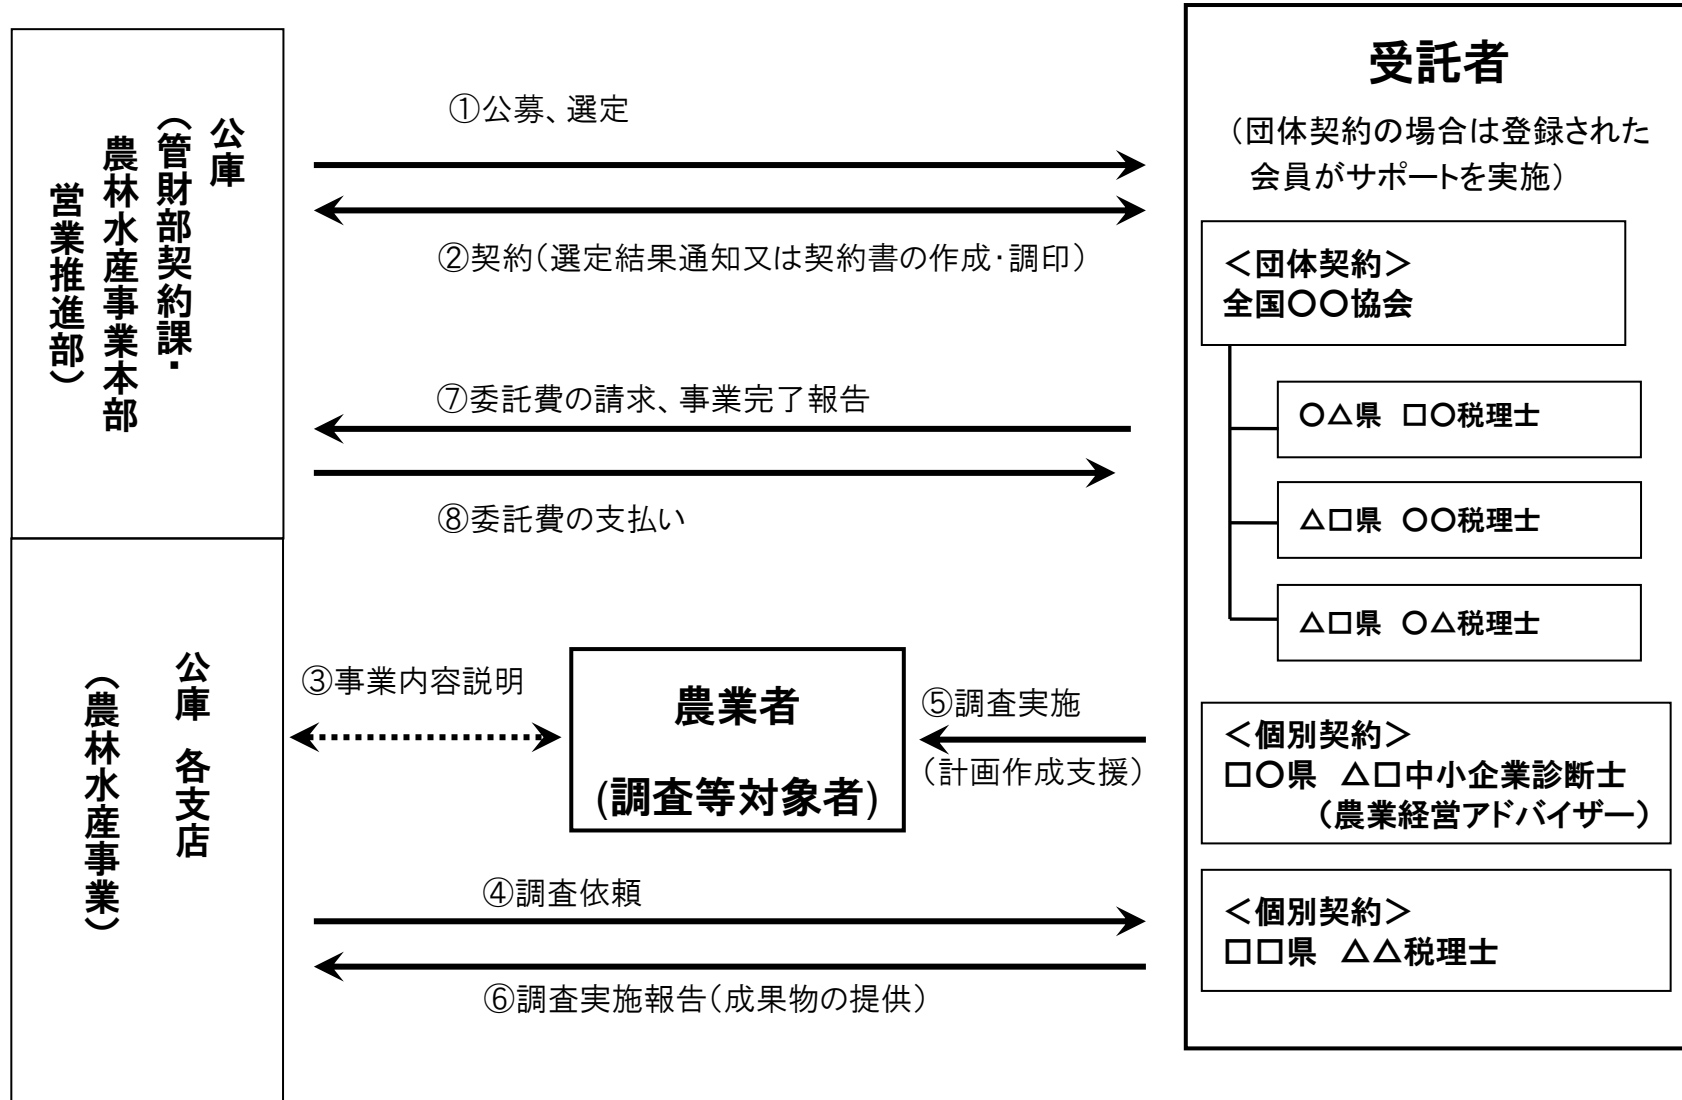 公庫
（管財部契約課・
農林水産事業本部
営業推進部）
①公募、選定
②契約（選定結果通知又は契約書の作成・調印）
⑦委託費の請求、事業完了報告
⑧委託費の支払い
公庫 各支店
（農林水産事業）
③事業内容説明
農業者
(調査等対象者)
⑤調査実施
（計画作成支援）
④調査依頼
⑥調査実施報告（成果物の提供）
受託者
（団体契約の場合は登録された
会員がサポートを実施）
＜団体契約＞
全国〇〇協会
〇△県 □〇税理士
△□県 〇〇税理士
△□県 〇△税理士
＜個別契約＞
□〇県 △□中小企業診断士
（農業経営アドバイザー）
＜個別契約＞
□□県 △△税理士